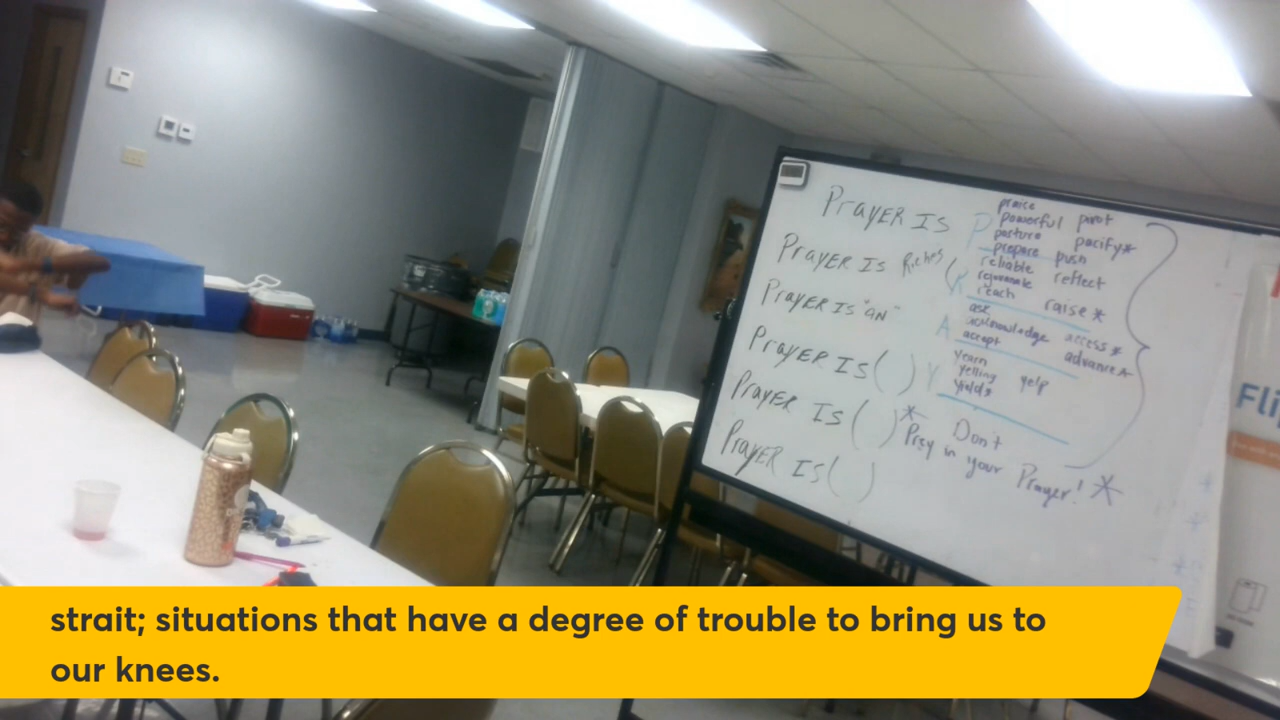 PRAYER IS P
praise
powerful pivot
posture pacify*
prepare push
PRAYER IS Riches (R
reliable reflect
rejuvenate
reach raise *
PRAYER IS "an" A
ask
acknowledge access *
accept advance *
PRAYER IS ( ) Y
yearn
yelling yelp
yields
PRAYER IS ( )
* Don't
Pray in your Prayer! *
PRAYER IS ( )
Fli
strait; situations that have a degree of trouble to bring us to
our knees.